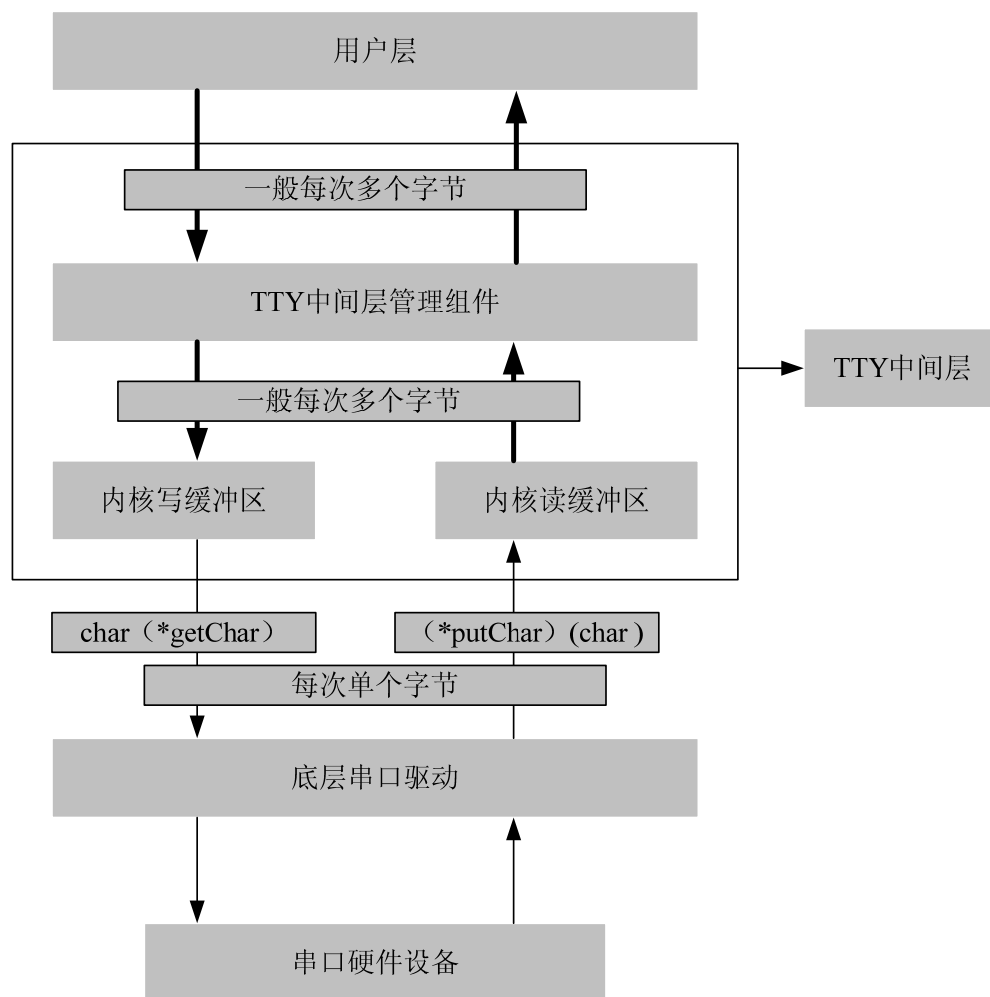 用户层
一般每次多个字节
TTY中间层管理组件
TTY中间层
一般每次多个字节
内核写缓冲区
内核读缓冲区
char（*getChar）
（*putChar）(char )
每次单个字节
底层串口驱动
串口硬件设备